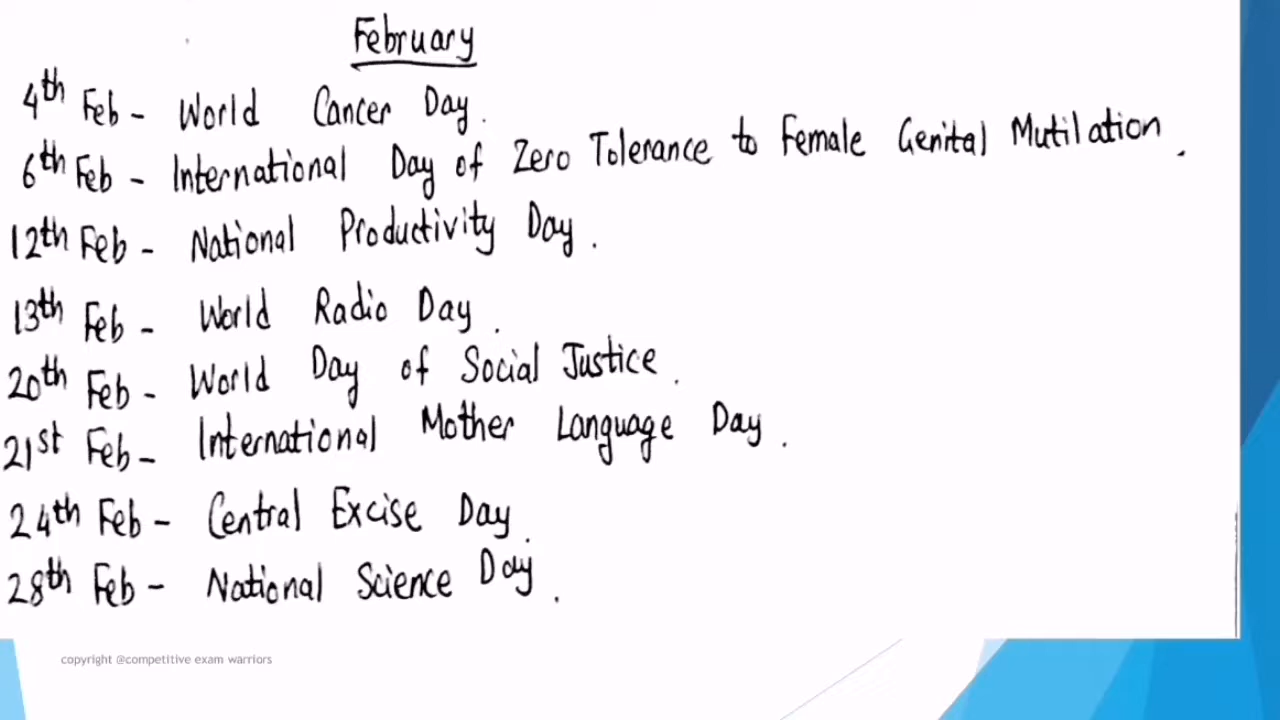 February
4th Feb - World Cancer Day.
6th Feb - International Day of Zero Tolerance to Female Genital Mutilation.
12th Feb - National Productivity Day.
13th Feb - World Radio Day.
20th Feb - World Day of Social Justice.
21st Feb - International Mother Language Day.
24th Feb - Central Excise Day.
28th Feb - National Science Day.
copyright @competitive exam warriors